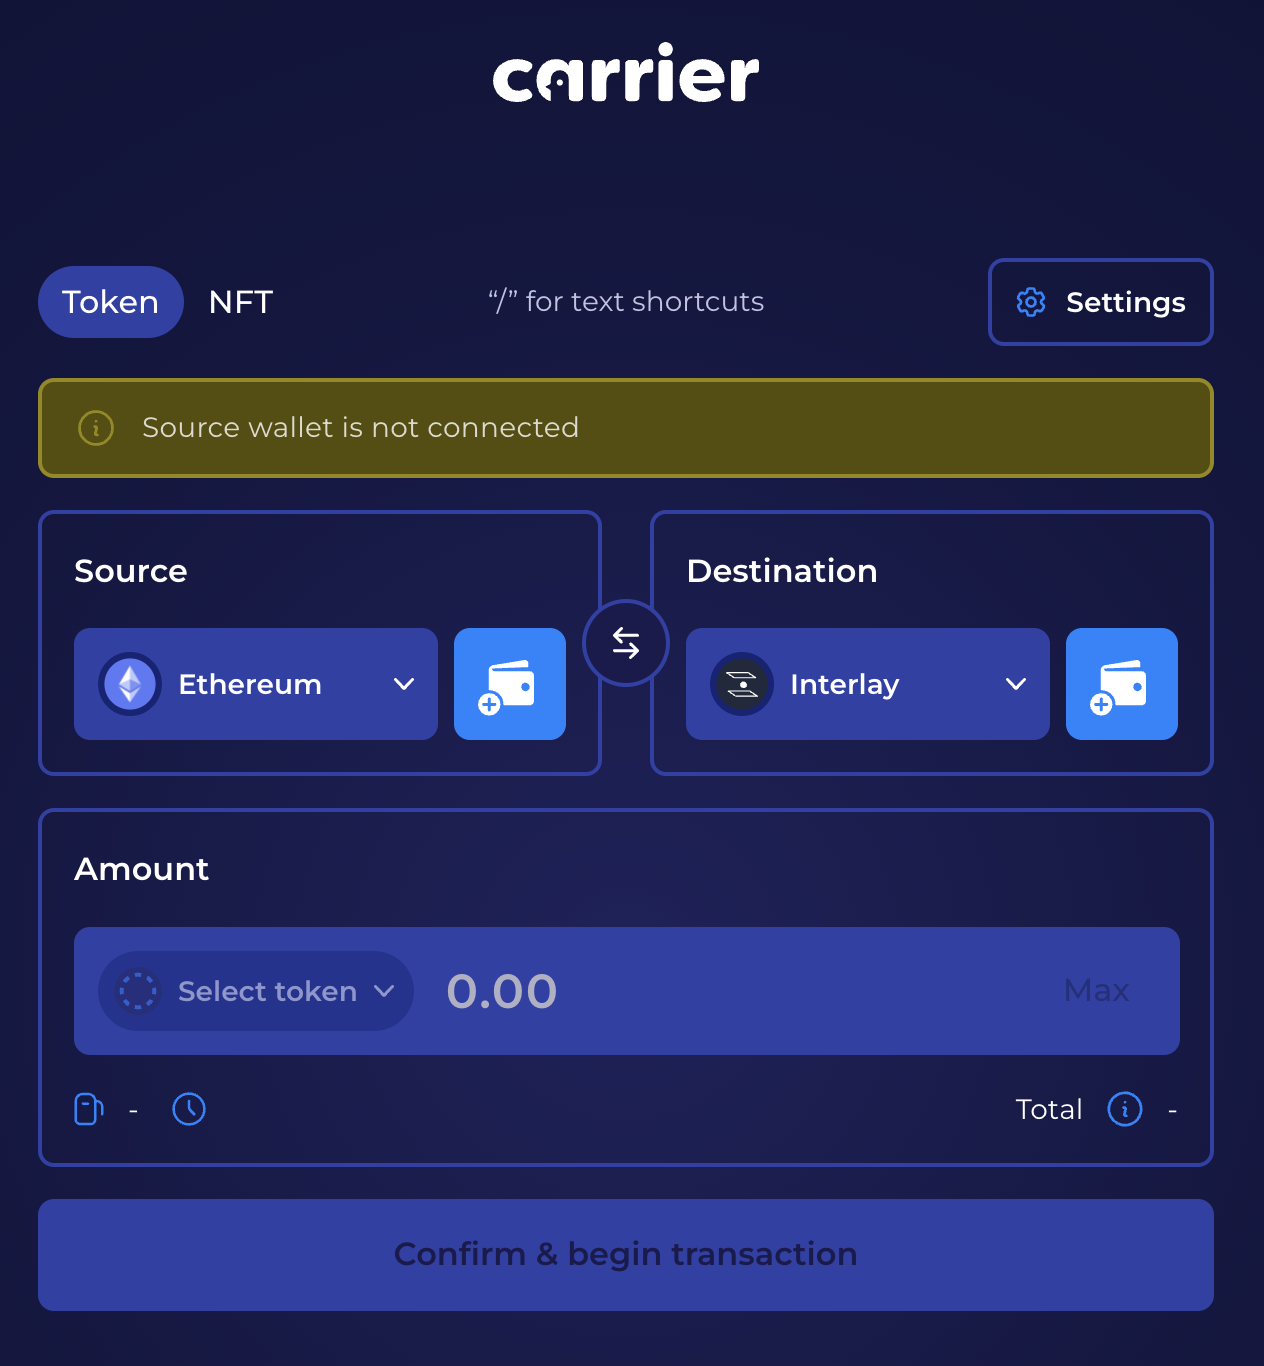 carrier
Token NFT “/” for text shortcuts Settings
Source wallet is not connected
Source
Ethereum
Destination
Interlay
Amount
Select token 0.00 Max
- Total -
Confirm & begin transaction